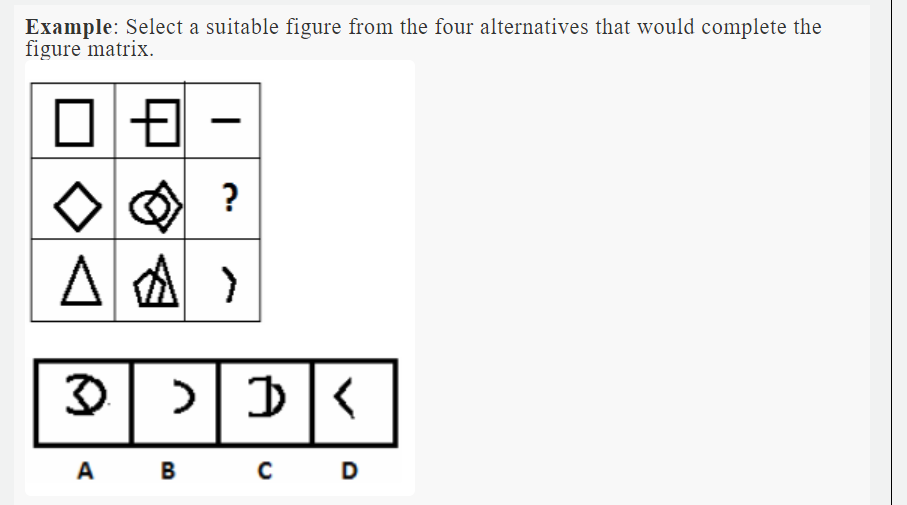 Example: Select a suitable figure from the four alternatives that would complete the
figure matrix.
?
A B C D